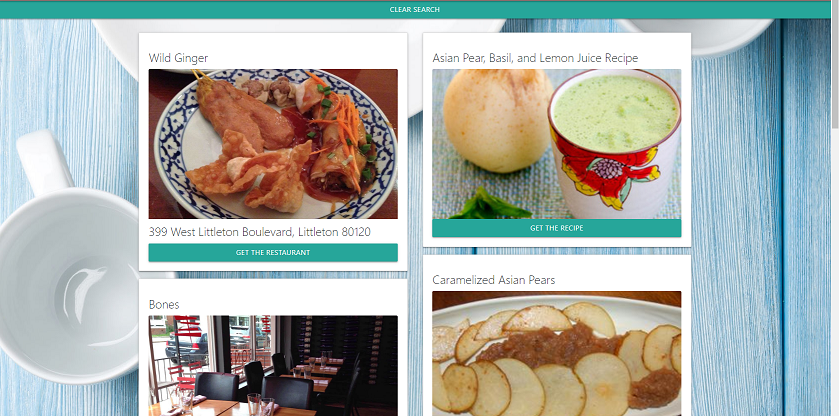 CLEAR SEARCH
Wild Ginger
399 West Littleton Boulevard, Littleton 80120
GET THE RESTAURANT
Bones
Asian Pear, Basil, and Lemon Juice Recipe
GET THE RECIPE
Caramelized Asian Pears